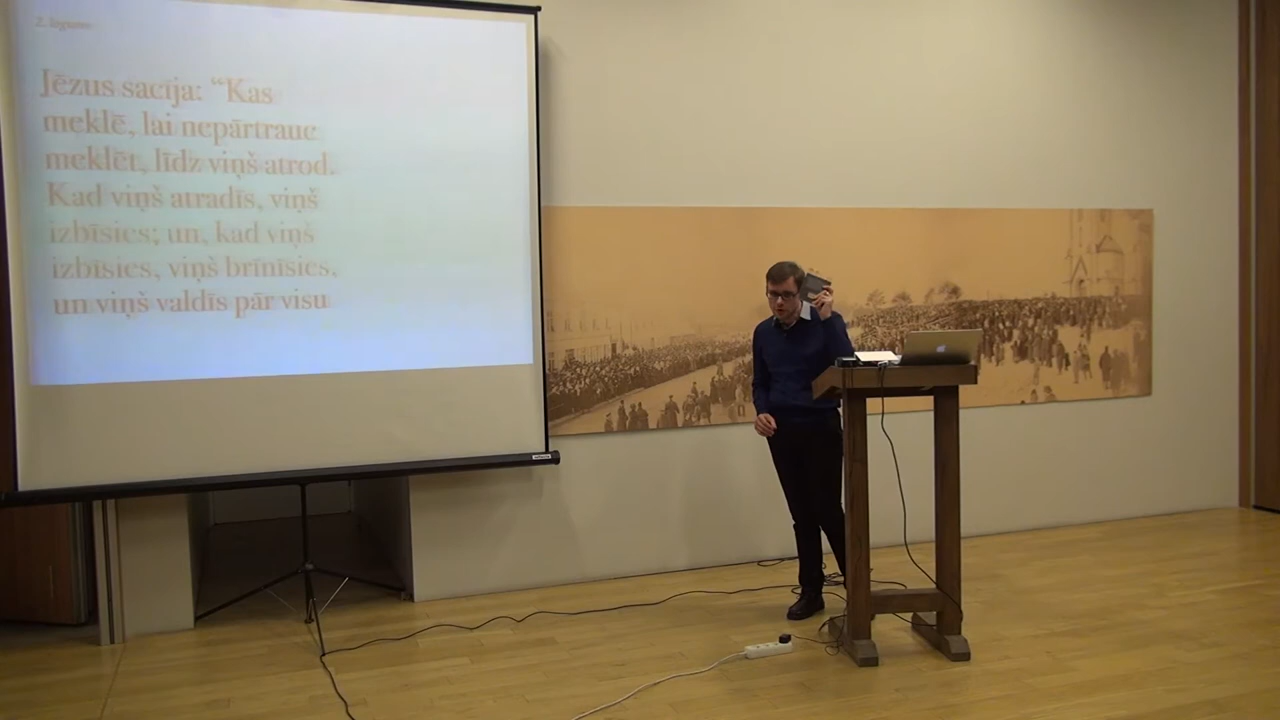 Jēzus sacīja: “Kas
meklē, lai nepārtrauc
meklēt, līdz viņš atrod.
Kad viņš atradīs, viņš
izbīsies; un, kad viņš
izbīsies, viņš brīnīsies,
un viņš valdīs pār visu